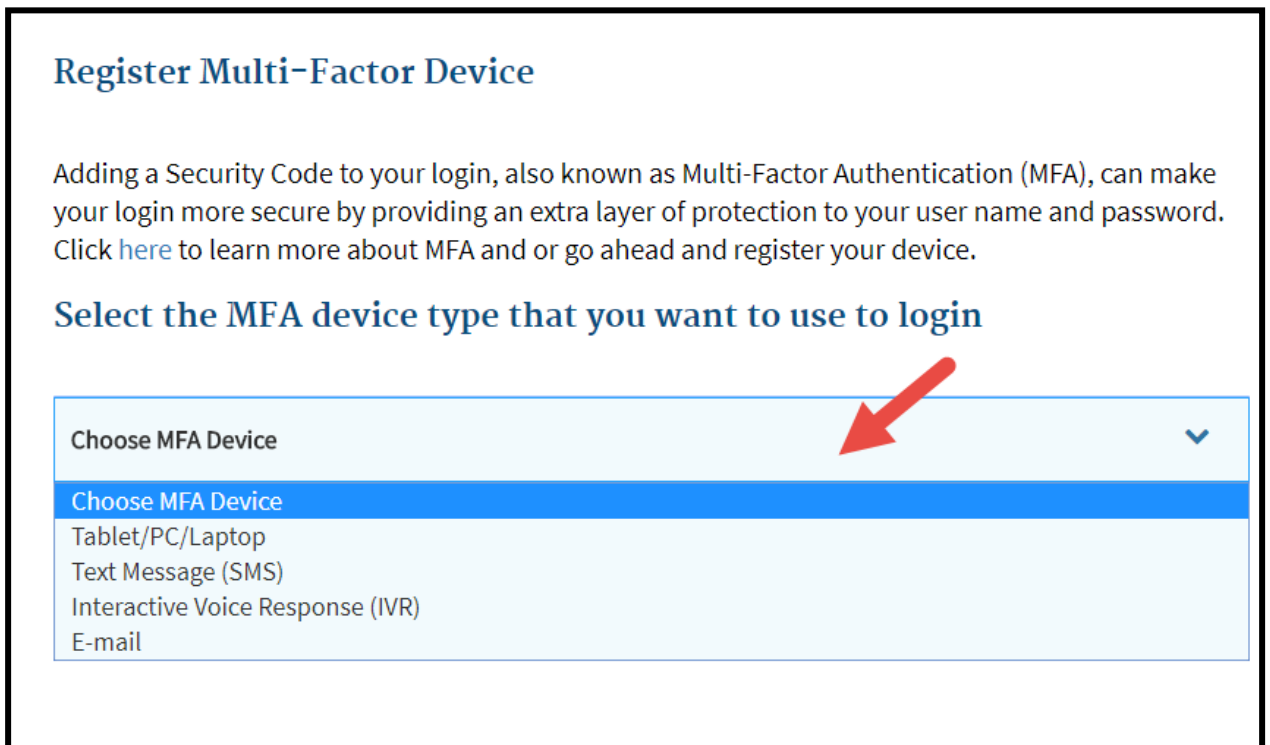 Register Multi-Factor Device
Adding a Security Code to your login, also known as Multi-Factor Authentication (MFA), can make
your login more secure by providing an extra layer of protection to your user name and password.
Click here to learn more about MFA and or go ahead and register your device.
Select the MFA device type that you want to use to login
Choose MFA Device
Choose MFA Device
Tablet/PC/Laptop
Text Message (SMS)
Interactive Voice Response (IVR)
E-mail